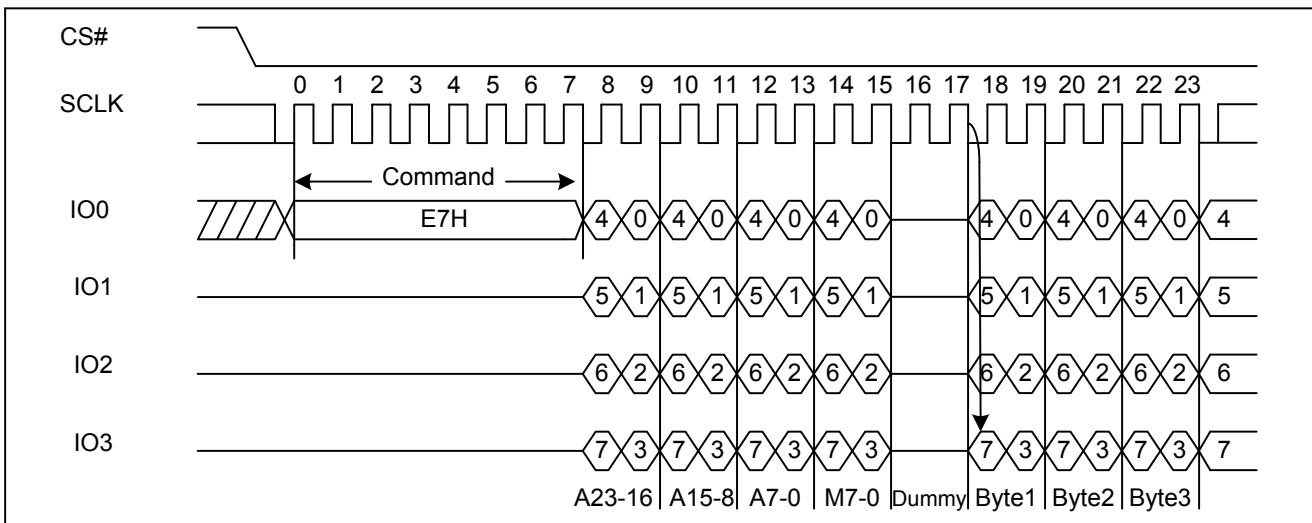 CS#
0 1 2 3 4 5 6 7 8 9 10 11 12 13 14 15 16 17 18 19 20 21 22 23
SCLK
Command
IO0 E7H 4 0 4 0 4 0 4 0 4 0 4 0 4 0 4
IO1 5 1 5 1 5 1 5 1 5 1 5 1 5 1 5
IO2 6 2 6 2 6 2 6 2 6 2 6 2 6 2 6
IO3 7 3 7 3 7 3 7 3 7 3 7 3 7 3 7
A23-16 A15-8 A7-0 M7-0 Dummy Byte1 Byte2 Byte3